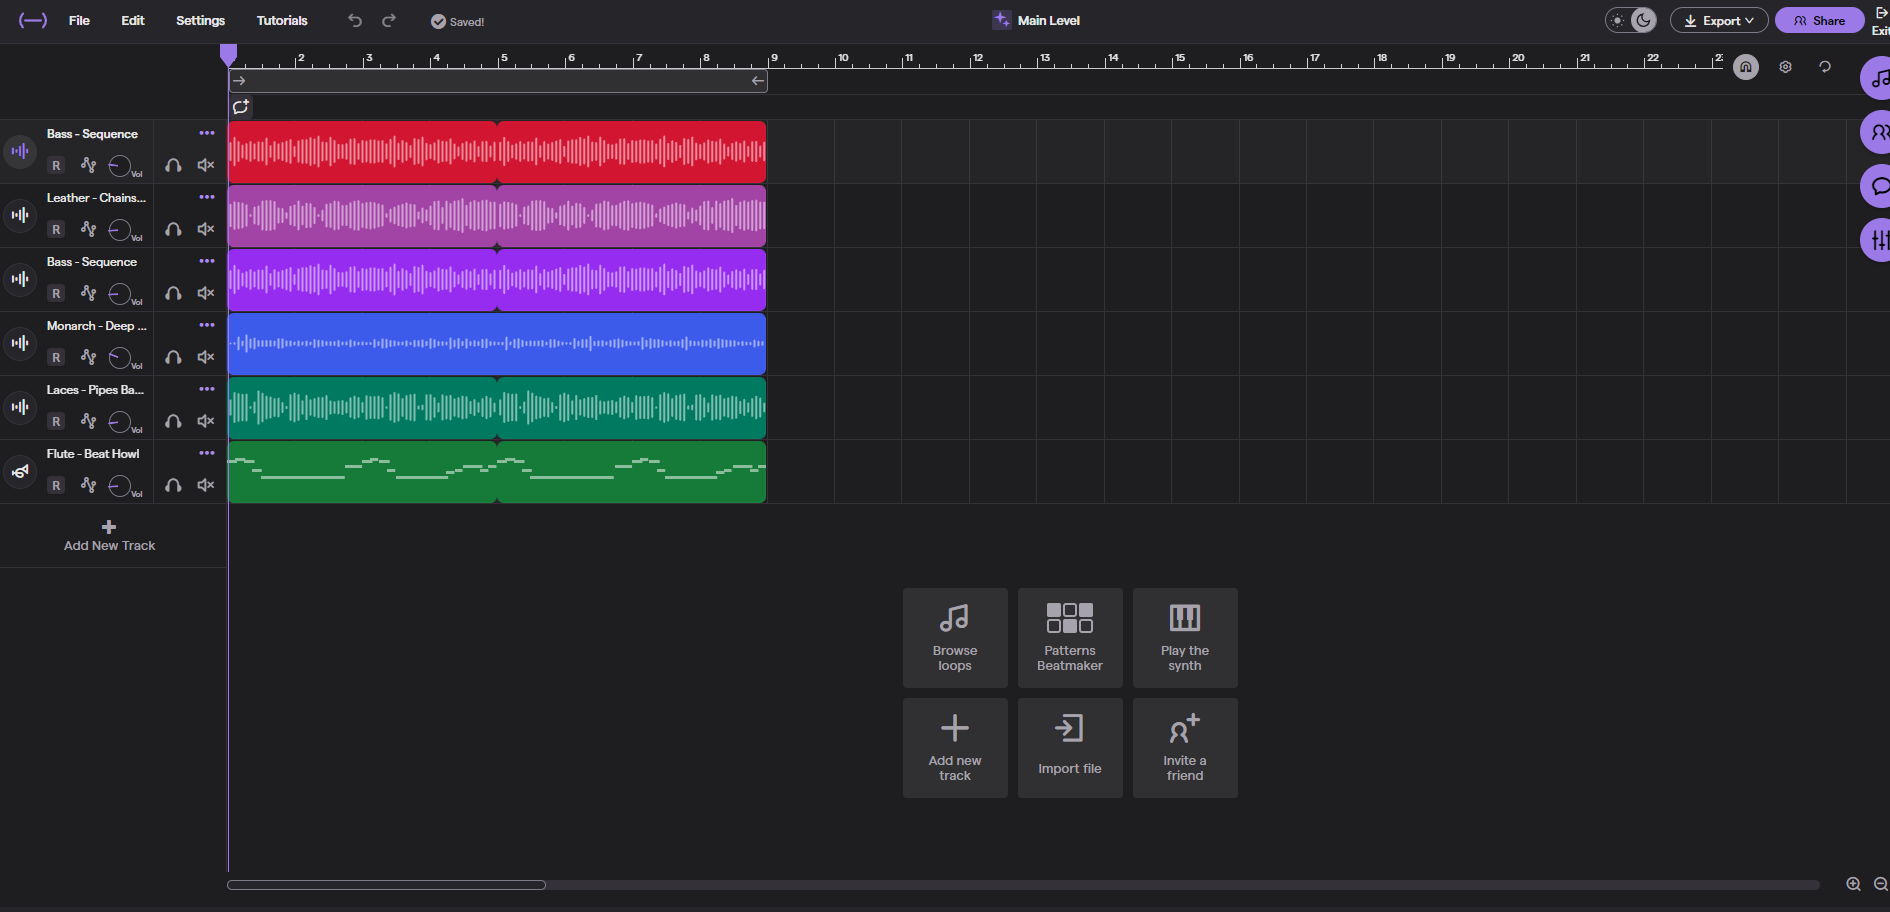 File Edit Settings Tutorials Saved! Main Level Export Share Exit
2 3 4 5 6 7 8 9 10 11 12 13 14 15 16 17 18 19 20 21 22
Bass - Sequence
R Vol
Leather - Chains...
R Vol
Bass - Sequence
R Vol
Monarch - Deep ...
R Vol
Laces - Pipes Ba...
R Vol
Flute - Beat Howl
R Vol
Add New Track
Browse
loops
Patterns
Beatmaker
Play the
synth
Add new
track
Import file
Invite a
friend